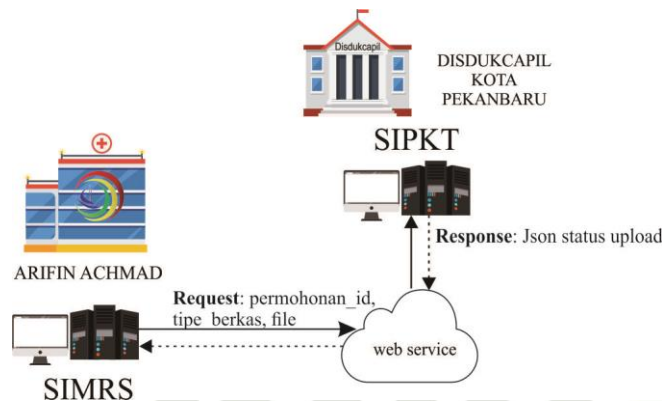 Disdukcapil
DISDUKCAPIL
KOTA
PEKANBARU
SIPKT
Response: Json status upload
ARIFIN ACHMAD
Request: permohonan_id,
tipe_berkas, file
web service
SIMRS